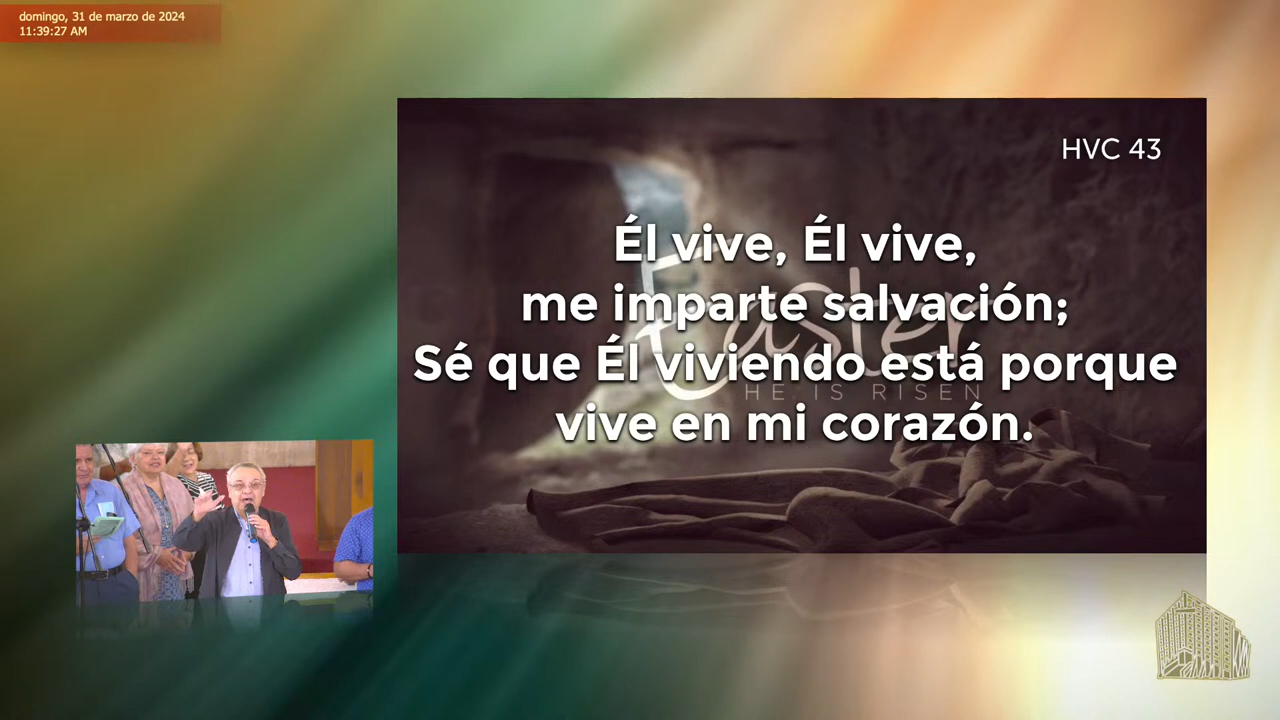 domingo, 31 de marzo de 2024
11:39:27 AM
HVC 43
Él vive, Él vive,
me imparte salvación;
Sé que Él viviendo está porque
vive en mi corazón.
Easter
HE IS RISEN